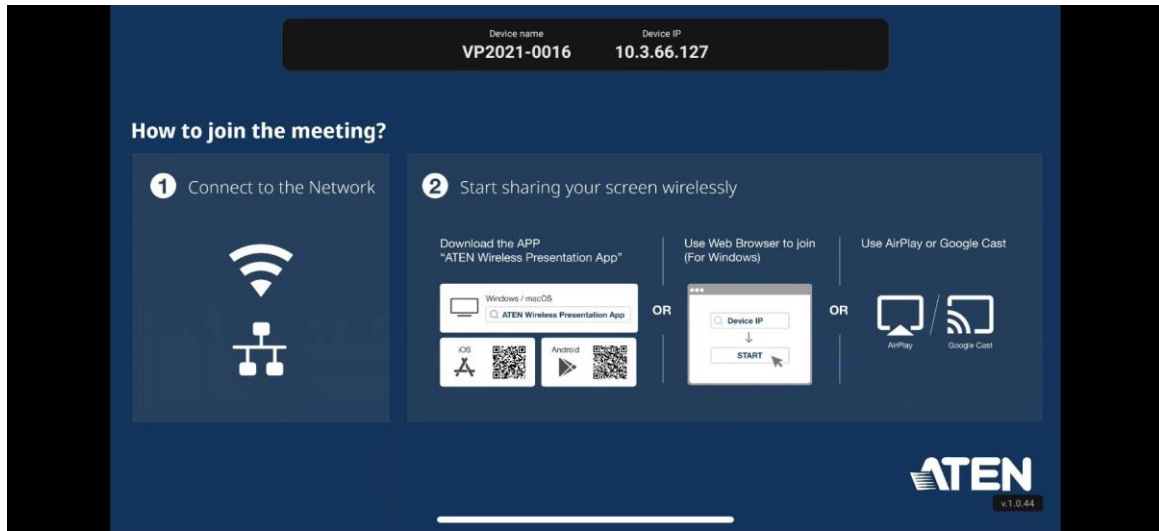 Device name
VP2021-0016
Device IP
10.3.66.127
How to join the meeting?
1 Connect to the Network
2 Start sharing your screen wirelessly
Download the APP
"ATEN Wireless Presentation App"
Windows / macOS
ATEN Wireless Presentation App
iOS
Android
OR
Use Web Browser to join
(For Windows)
Device IP
START
OR
Use AirPlay or Google Cast
AirPlay
Google Cast
ATEN
v.1.0.44